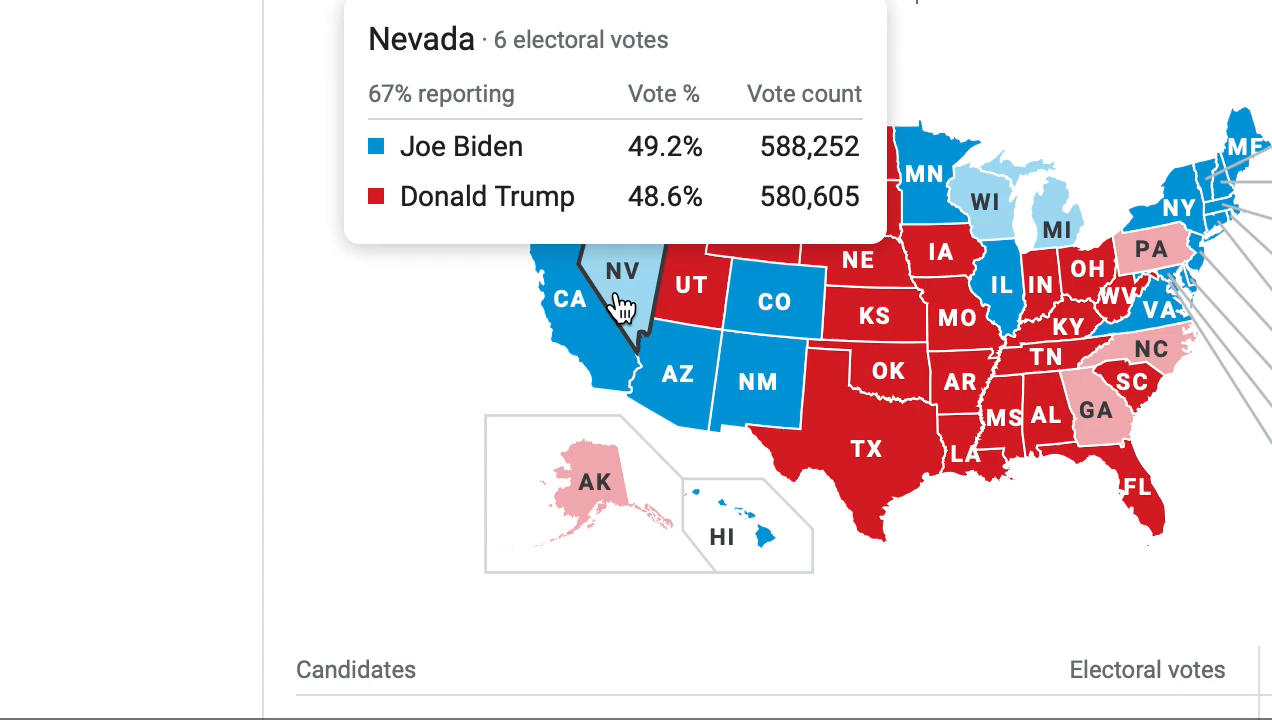 Nevada · 6 electoral votes
67% reporting Vote % Vote count
Joe Biden 49.2% 588,252
Donald Trump 48.6% 580,605
MN
ME
WI
NY
MI
PA
IA
NE
OH
NV
UT
CO
IL
IN
WV
VA
CA
KS
MO
KY
NC
TN
AZ
NM
OK
AR
SC
MS
AL
GA
TX
LA
FL
AK
HI
Candidates Electoral votes